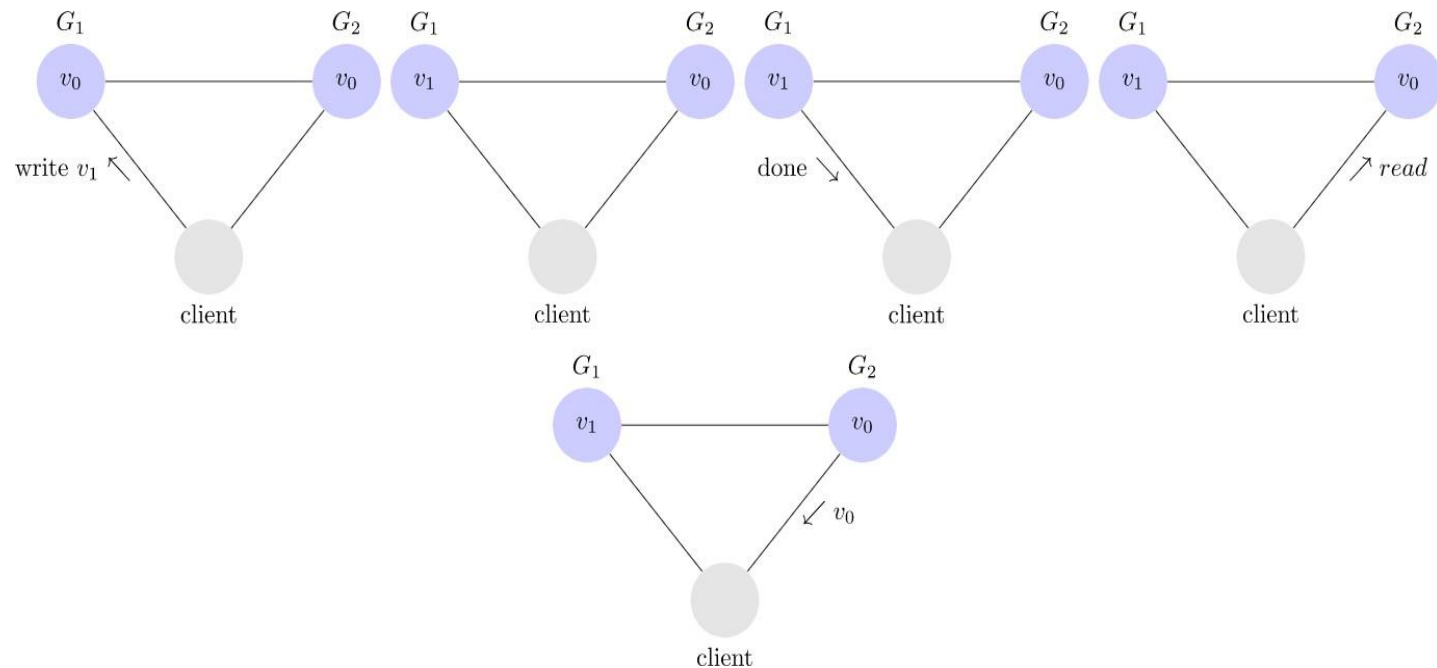 G₁ G₂ G₁ G₂ G₁ G₂ G₁ G₂
v₀ v₀ v₁ v₀ v₁ v₀ v₁ v₀
write v₁ done read
client client client client
G₁ G₂
v₁ v₀
v₀
client